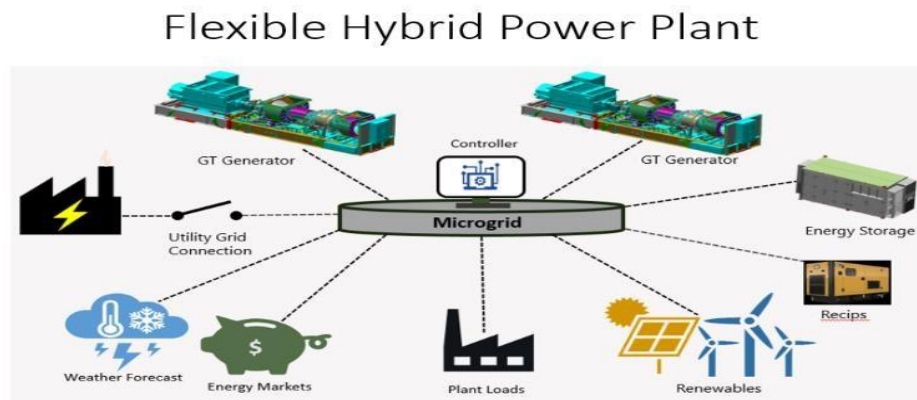 Flexible Hybrid Power Plant
GT Generator
Controller
GT Generator
Microgrid
Utility Grid
Connection
Energy Storage
Recips
Weather Forecast
$
Energy Markets
Plant Loads
Renewables